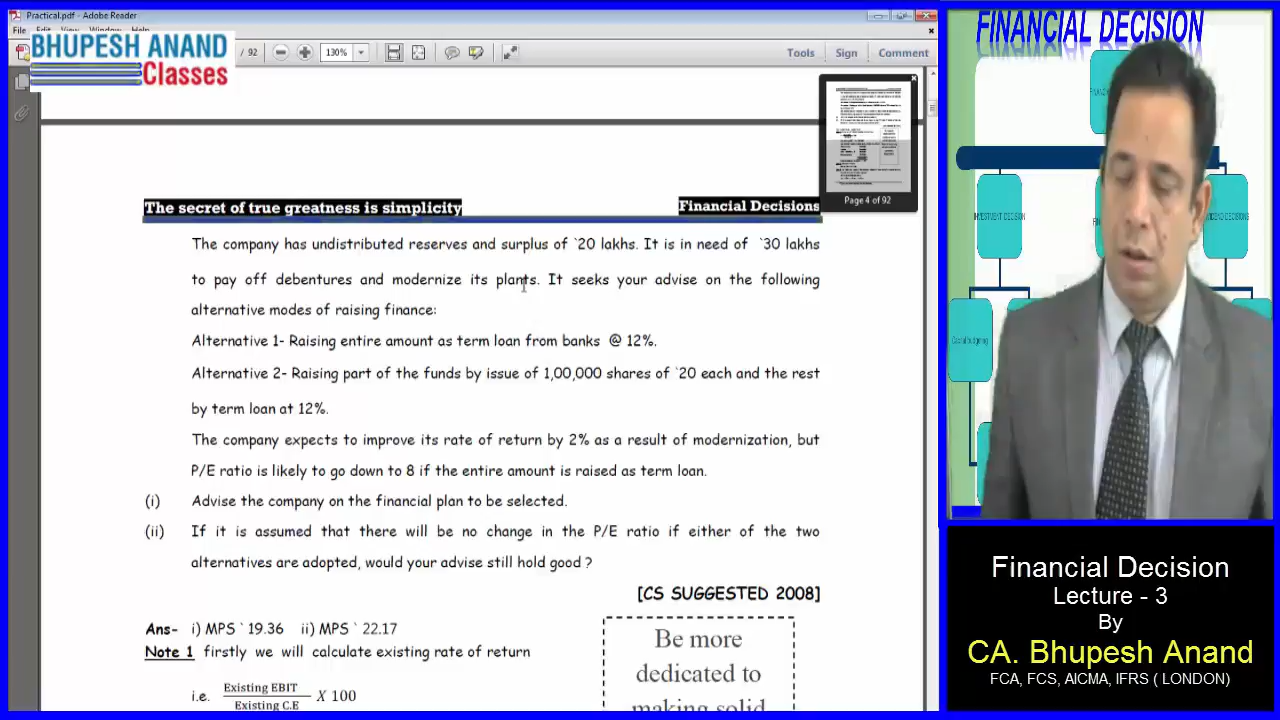 Practical.pdf - Adobe Reader
File Edit View Window Help
BHUPESH ANAND
Classes
/ 92
130%
Tools Sign Comment
Page 4 of 92
The secret of true greatness is simplicity
Financial Decisions
The company has undistributed reserves and surplus of `20 lakhs. It is in need of `30 lakhs
to pay off debentures and modernize its plants. It seeks your advise on the following
alternative modes of raising finance:
Alternative 1- Raising entire amount as term loan from banks @ 12%.
Alternative 2- Raising part of the funds by issue of 1,00,000 shares of `20 each and the rest
by term loan at 12%.
The company expects to improve its rate of return by 2% as a result of modernization, but
P/E ratio is likely to go down to 8 if the entire amount is raised as term loan.
(i) Advise the company on the financial plan to be selected.
(ii) If it is assumed that there will be no change in the P/E ratio if either of the two
alternatives are adopted, would your advise still hold good ?
[CS SUGGESTED 2008]
Ans- i) MPS ` 19.36 ii) MPS ` 22.17
Note 1 firstly we will calculate existing rate of return
i.e. Existing EBIT
Existing C.E
X 100
Be more
dedicated to
making solid
FINANCIAL DECISION
INVESTMENT DECISION
DIVIDEND DECISIONS
Capital budgeting
Financial Decision
Lecture - 3
By
CA. Bhupesh Anand
FCA, FCS, AICMA, IFRS ( LONDON)